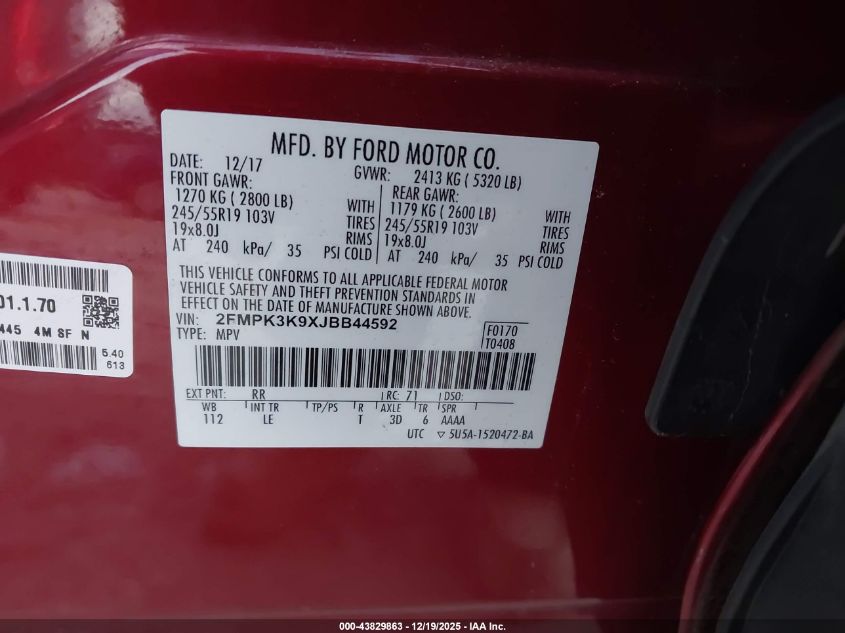 MFD. BY FORD MOTOR CO.
DATE: 12/17
GVWR: 2413 KG ( 5320 LB)
FRONT GAWR:
1270 KG ( 2800 LB) WITH
245/55R19 103V TIRES
19x8.0J RIMS
AT 240 kPa/ 35 PSI COLD
REAR GAWR:
1179 KG ( 2600 LB) WITH
245/55R19 103V TIRES
19x8.0J RIMS
AT 240 kPa/ 35 PSI COLD
THIS VEHICLE CONFORMS TO ALL APPLICABLE FEDERAL MOTOR
VEHICLE SAFETY AND THEFT PREVENTION STANDARDS IN
EFFECT ON THE DATE OF MANUFACTURE SHOWN ABOVE.
VIN: 2FMPK3K9XJBB44592
TYPE: MPV
F0170
T0408
EXT PNT: RR RC: 71 DSO:
WB INT TR TP/PS R AXLE TR SPR
112 LE T 3D 6 AAAA
UTC ▽ 5U5A-1520472-BA
01.1.70
445 4M SF N
5.40
613
000-43829863 - 12/19/2025 - IAA Inc.